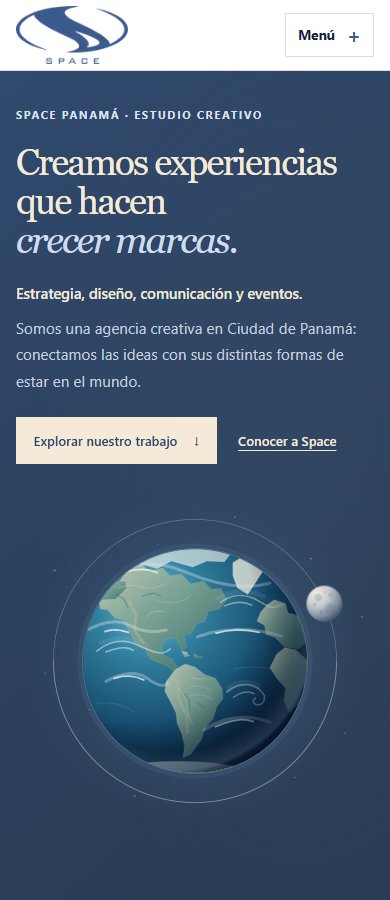 SPACE
Menú +
SPACE PANAMÁ · ESTUDIO CREATIVO
Creamos experiencias
que hacen
crecer marcas.
Estrategia, diseño, comunicación y eventos.
Somos una agencia creativa en Ciudad de Panamá:
conectamos las ideas con sus distintas formas de
estar en el mundo.
Explorar nuestro trabajo ↓
Conocer a Space